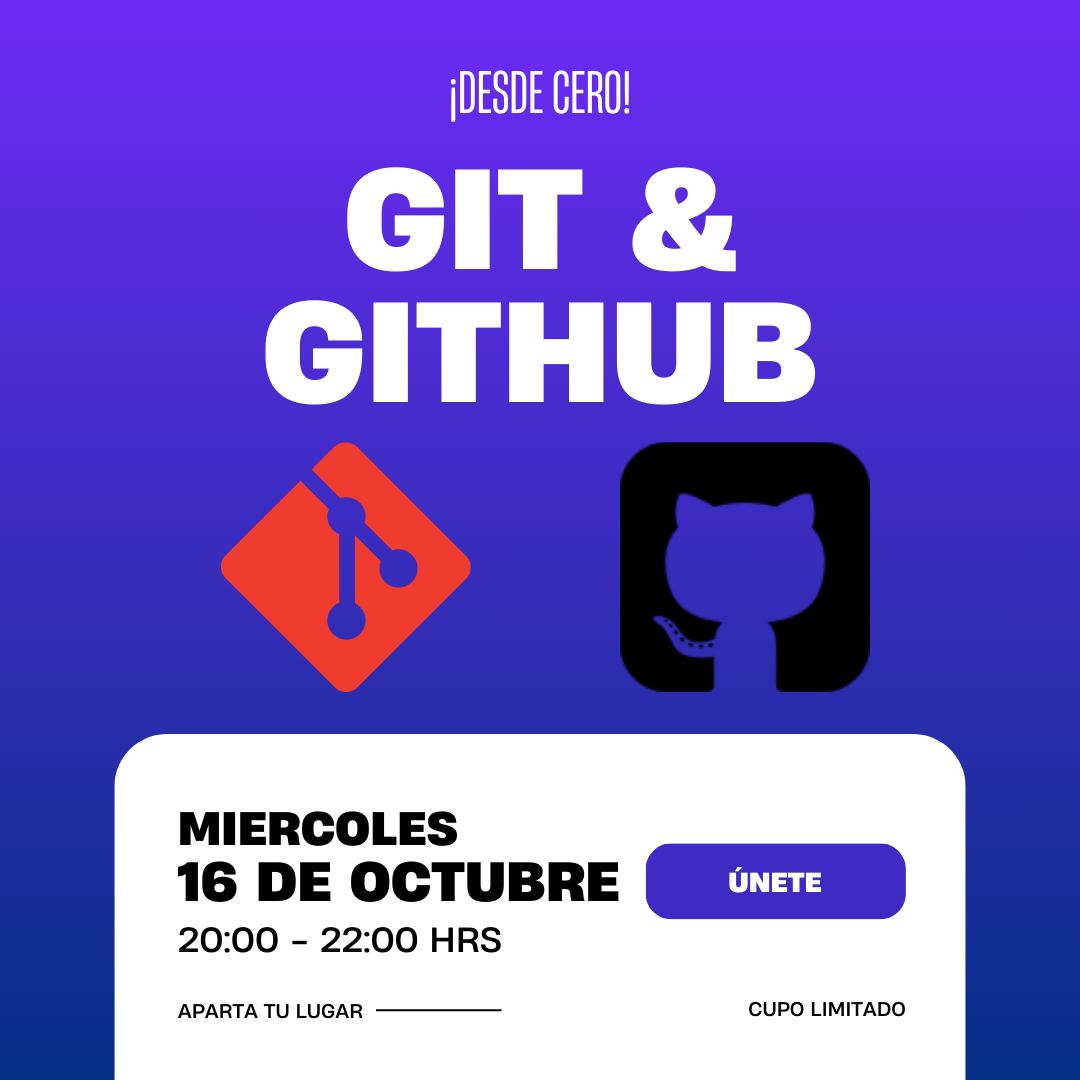 ¡DESDE CERO!
GIT &
GITHUB
MIERCOLES
16 DE OCTUBRE
20:00 - 22:00 HRS
ÚNETE
APARTA TU LUGAR
CUPO LIMITADO